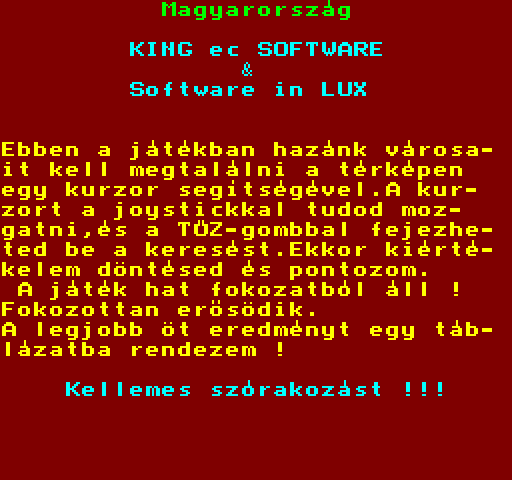 Magyarország
KING ec SOFTWARE
&
Software in LUX
Ebben a játékban hazánk városa-
it kell megtalálni a térképen
egy kurzor segitségével.A kur-
zort a joystickkal tudod moz-
gatni,és a TÖZ-gombbal fejezhe-
ted be a keresést.Ekkor kiérté-
kelem döntésed és pontozom.
A játék hat fokozatból áll !
Fokozottan erösödik.
A legjobb öt eredményt egy táb-
lázatba rendezem !
Kellemes szórakozást !!!